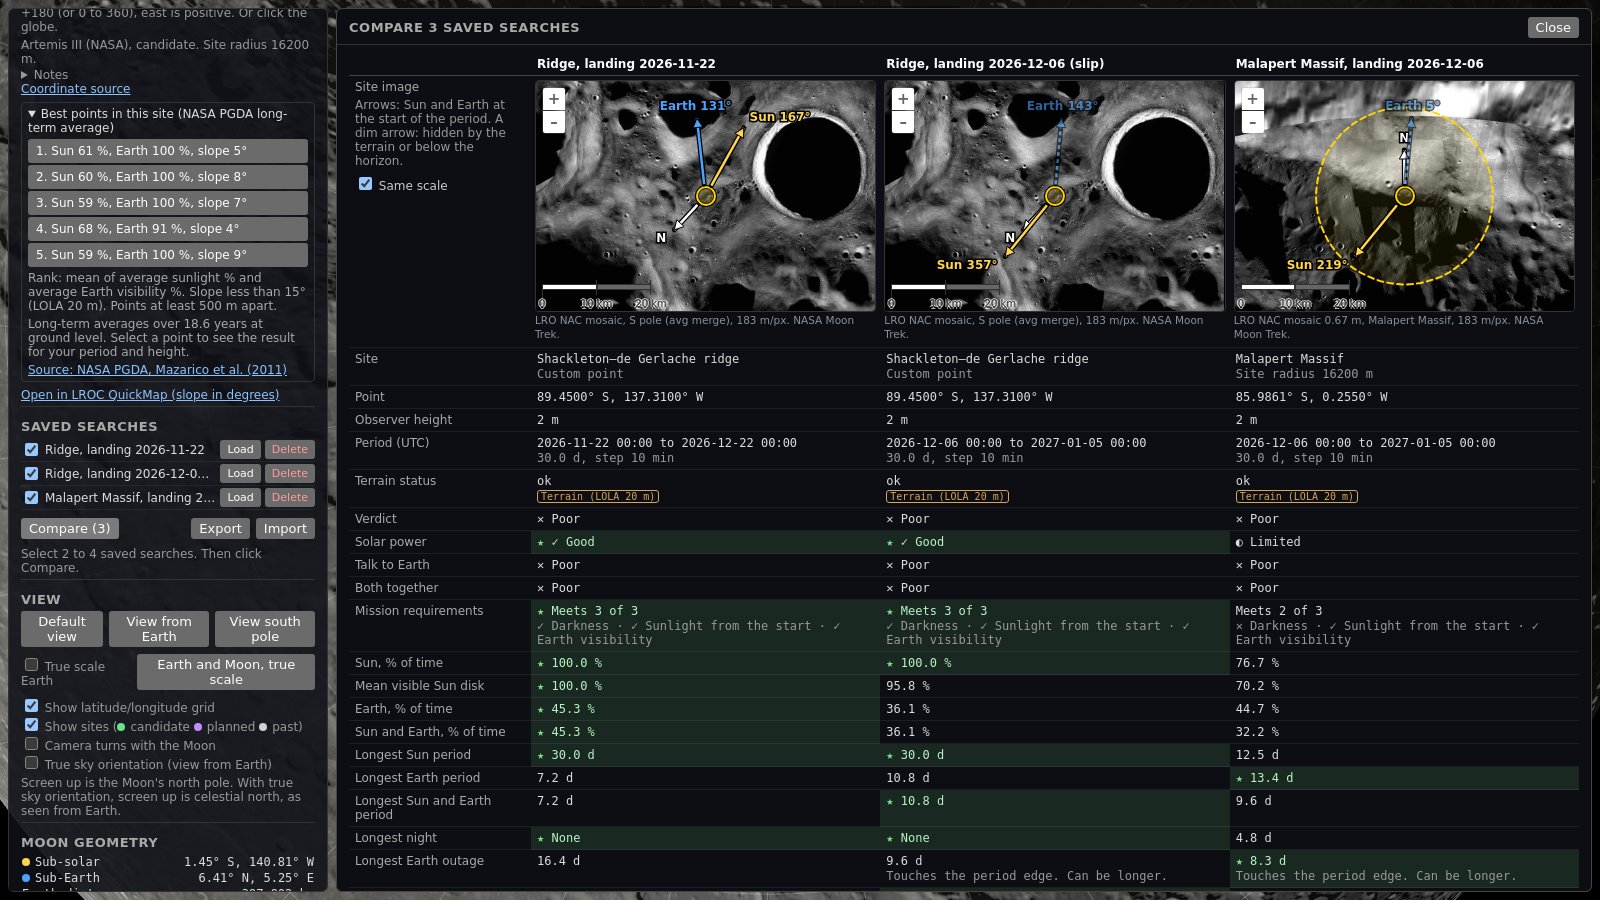 +180 (or 0 to 360), east is positive. Or click the
globe.
Artemis III (NASA), candidate. Site radius 16200
m.
Notes
Coordinate source
Best points in this site (NASA PGDA long-
term average)
1. Sun 61 %, Earth 100 %, slope 5°
2. Sun 60 %, Earth 100 %, slope 8°
3. Sun 59 %, Earth 100 %, slope 7°
4. Sun 68 %, Earth 91 %, slope 4°
5. Sun 59 %, Earth 100 %, slope 9°
Rank: mean of average sunlight % and
average Earth visibility %. Slope less than 15°
(LOLA 20 m). Points at least 500 m apart.
Long-term averages over 18.6 years at
ground level. Select a point to see the result
for your period and height.
Source: NASA PGDA, Mazarico et al. (2011)
Open in LROC QuickMap (slope in degrees)
SAVED SEARCHES
Ridge, landing 2026-11-22 Load Delete
Ridge, landing 2026-12-0... Load Delete
Malapert Massif, landing 2... Load Delete
Compare (3) Export Import
Select 2 to 4 saved searches. Then click
Compare.
VIEW
Default view View from Earth View south pole
True scale Earth
Earth and Moon, true scale
Show latitude/longitude grid
Show sites (● candidate ● planned ● past)
Camera turns with the Moon
True sky orientation (view from Earth)
Screen up is the Moon's north pole. With true
sky orientation, screen up is celestial north, as
seen from Earth.
MOON GEOMETRY
Sub-solar 1.45° S, 140.81° W
Sub-Earth 6.41° N, 5.25° E
COMPARE 3 SAVED SEARCHES Close
Ridge, landing 2026-11-22 Ridge, landing 2026-12-06 (slip) Malapert Massif, landing 2026-12-06
Site image
Arrows: Sun and Earth at
the start of the period. A
dim arrow: hidden by the
terrain or below the
horizon.
Same scale
+
-
Earth 131°
Sun 167°
N
0 10 km 20 km
LRO NAC mosaic, S pole (avg merge), 183 m/px. NASA Moon
Trek.
+
-
Earth 143°
N
Sun 357°
0 10 km 20 km
LRO NAC mosaic, S pole (avg merge), 183 m/px. NASA Moon
Trek.
+
-
Earth 5°
N
Sun 219°
0 10 km 20 km
LRO NAC mosaic 0.67 m, Malapert Massif, 183 m/px. NASA
Moon Trek.
Site Shackleton–de Gerlache ridge Shackleton–de Gerlache ridge Malapert Massif
Custom point Custom point Site radius 16200 m
Point 89.4500° S, 137.3100° W 89.4500° S, 137.3100° W 85.9861° S, 0.2550° W
Observer height 2 m 2 m 2 m
Period (UTC) 2026-11-22 00:00 to 2026-12-22 00:00 2026-12-06 00:00 to 2027-01-05 00:00 2026-12-06 00:00 to 2027-01-05 00:00
30.0 d, step 10 min 30.0 d, step 10 min 30.0 d, step 10 min
Terrain status ok ok ok
Terrain (LOLA 20 m) Terrain (LOLA 20 m) Terrain (LOLA 20 m)
Verdict × Poor × Poor × Poor
Solar power ★ ✓ Good ★ ✓ Good ◐ Limited
Talk to Earth × Poor × Poor × Poor
Both together × Poor × Poor × Poor
Mission requirements ★ Meets 3 of 3 ★ Meets 3 of 3 Meets 2 of 3
✓ Darkness · ✓ Sunlight from the start · ✓ ✓ Darkness · ✓ Sunlight from the start · ✓ × Darkness · ✓ Sunlight from the start · ✓
Earth visibility Earth visibility Earth visibility
Sun, % of time ★ 100.0 % ★ 100.0 % 76.7 %
Mean visible Sun disk ★ 100.0 % 95.8 % 70.2 %
Earth, % of time ★ 45.3 % 36.1 % 44.7 %
Sun and Earth, % of time ★ 45.3 % 36.1 % 32.2 %
Longest Sun period ★ 30.0 d ★ 30.0 d 12.5 d
Longest Earth period 7.2 d 10.8 d ★ 13.4 d
Longest Sun and Earth period 7.2 d ★ 10.8 d 9.6 d
Longest night ★ None ★ None 4.8 d
Longest Earth outage 16.4 d 9.6 d ★ 8.3 d
Touches the period edge. Can be longer. Touches the period edge. Can be longer.